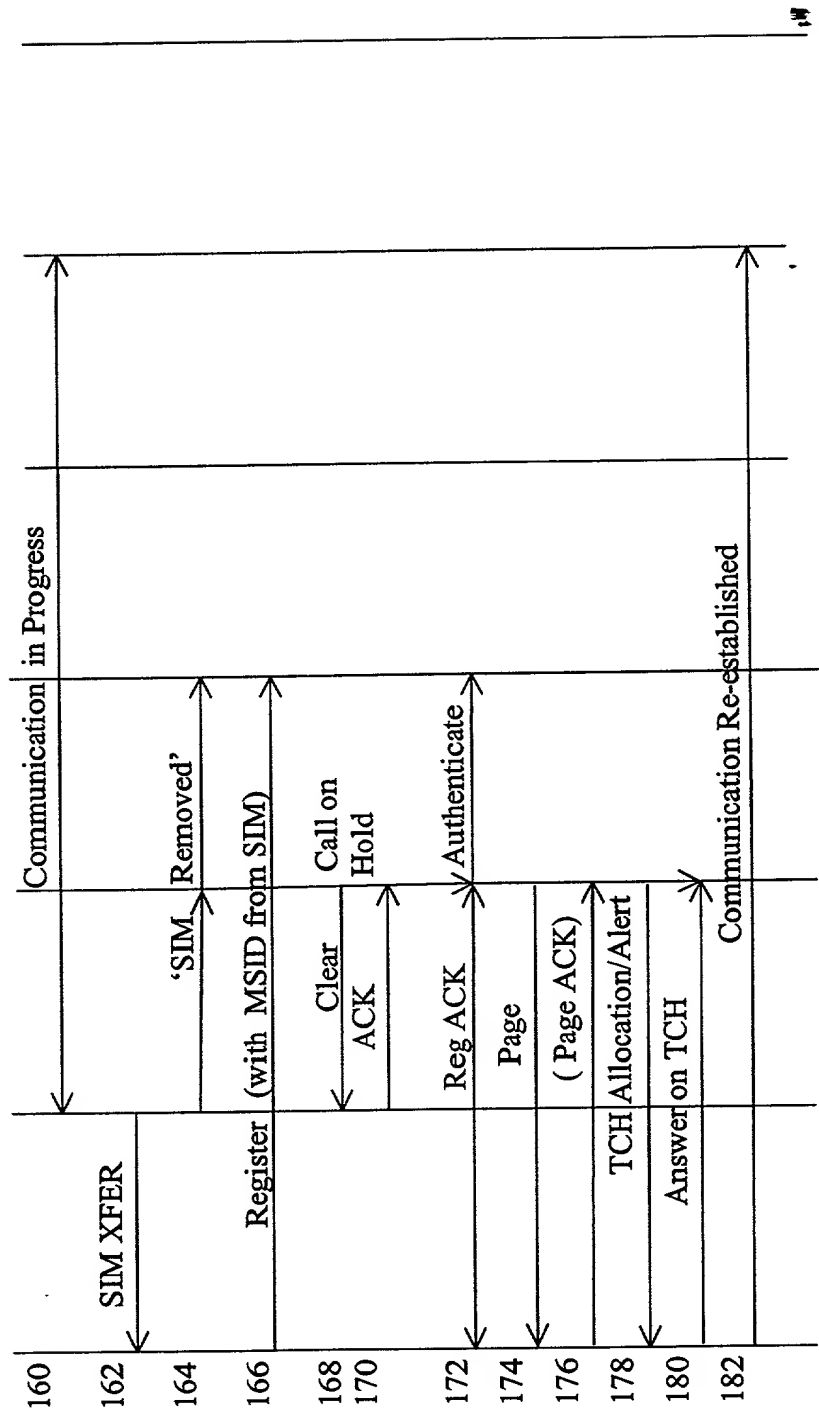 160
Communication in Progress
162
SIM XFER
164
‘SIM Removed’
166
Register (with MSID from SIM)
168
Clear
Call on
Hold
170
ACK
172
Reg ACK
Authenticate
174
Page
176
( Page ACK)
178
TCH Allocation/Alert
180
Answer on TCH
182
Communication Re-established